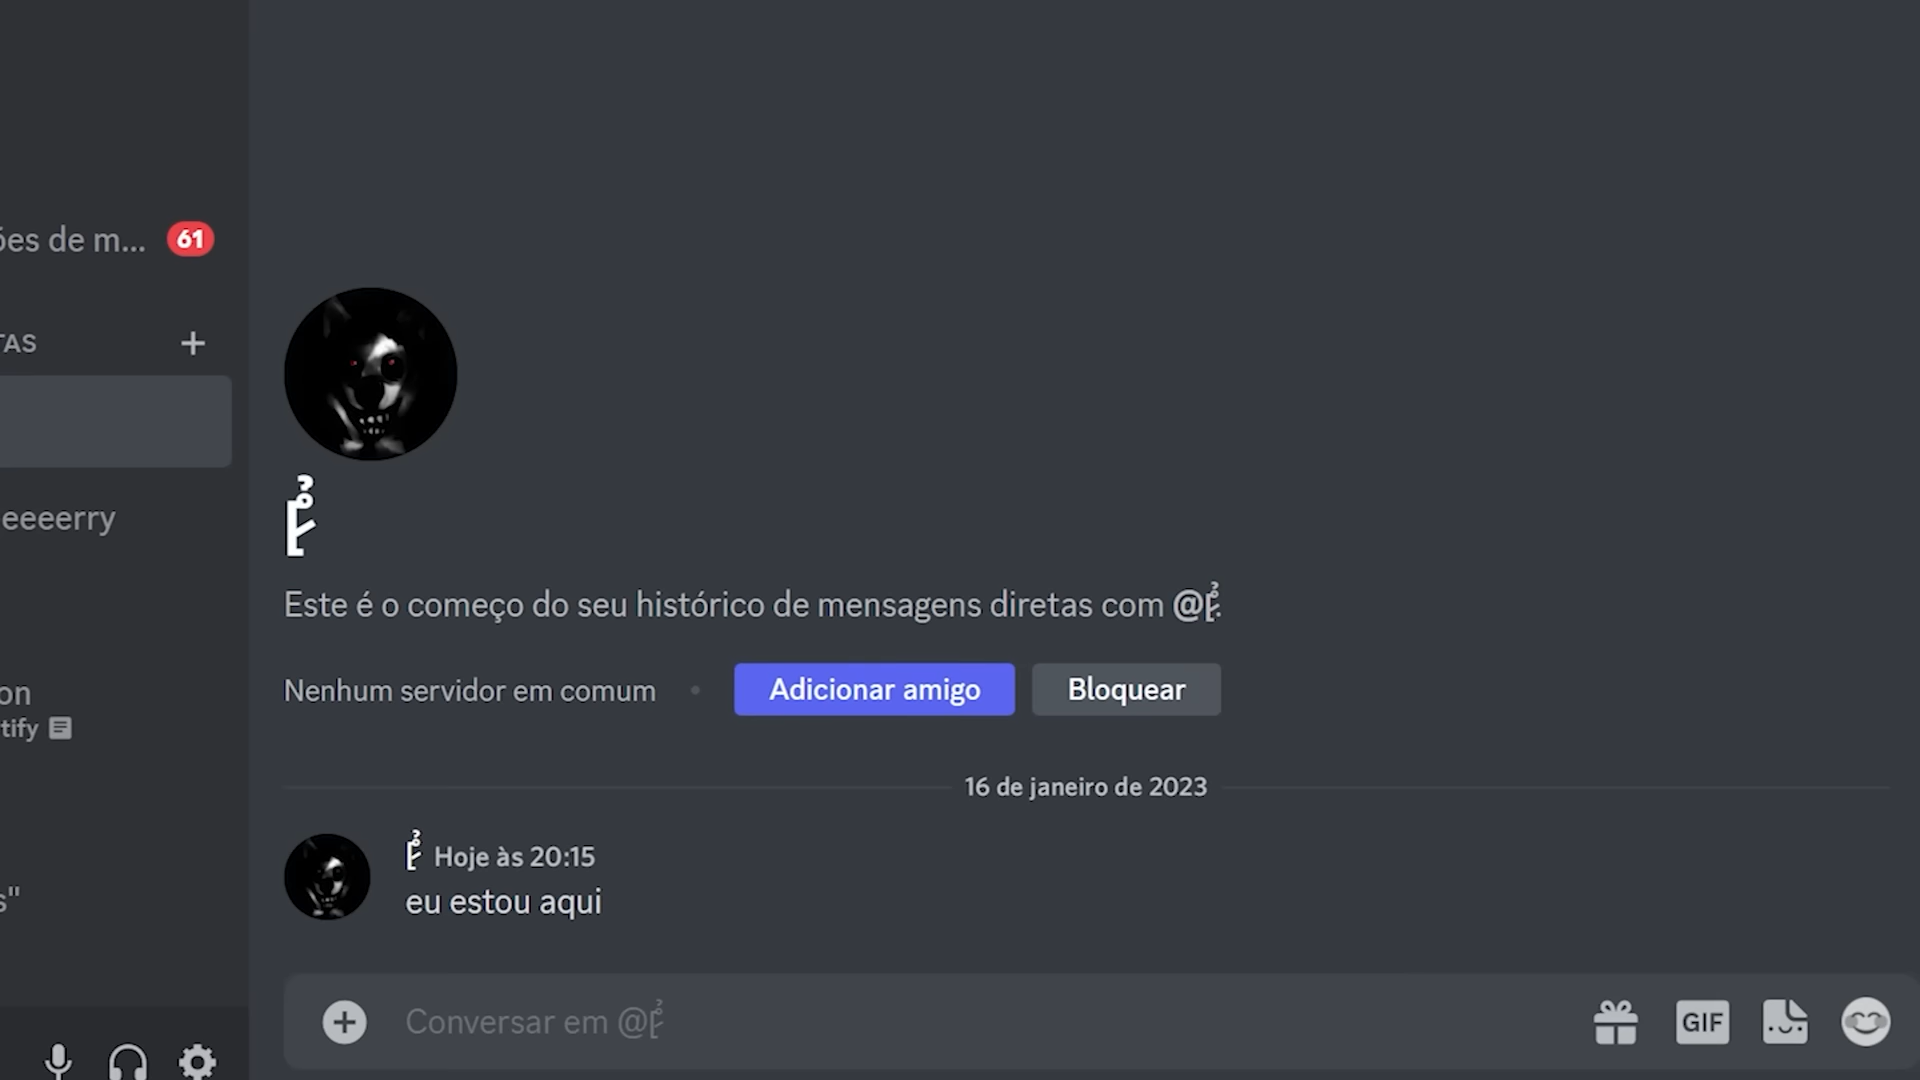 ões de m...
61
TAS
eeeerry
on
tify
s"
Este é o começo do seu histórico de mensagens diretas com
Nenhum servidor em comum
Adicionar amigo
Bloquear
16 de janeiro de 2023
Hoje às 20:15
eu estou aqui
Conversar em
GIF